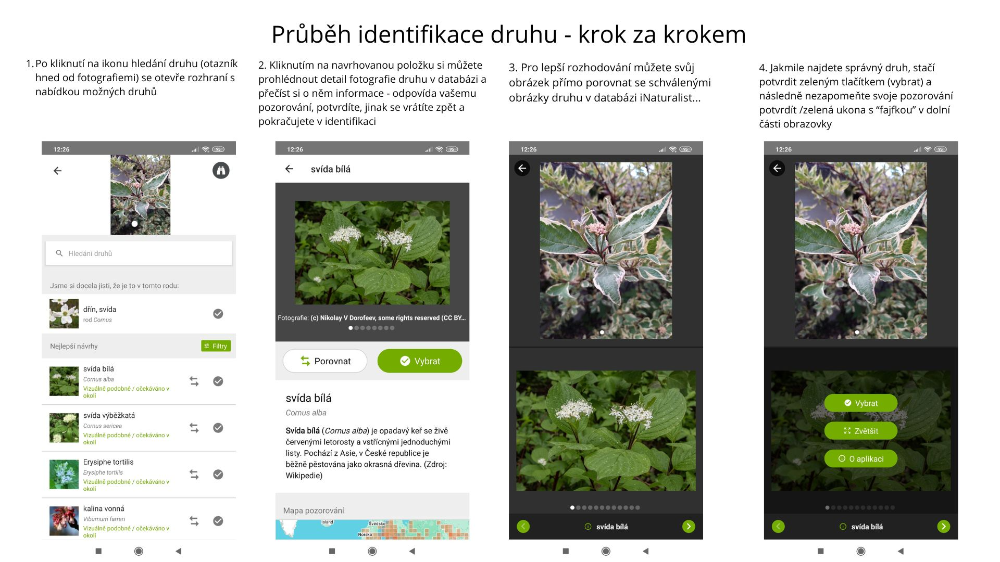 Průběh identifikace druhu - krok za krokem
1. Po kliknutí na ikonu hledání druhu (otazník
hned od fotografiemi) se otevře rozhraní s
nabídkou možných druhů
2. Kliknutím na navrhovanou položku si můžete
prohlédnout detail fotografie druhu v databázi a
přečíst si o něm informace - odpovída vašemu
pozorování, potvrdíte, jinak se vrátíte zpět a
pokračujete v identifikaci
3. Pro lepší rozhodování můžete svůj
obrázek přímo porovnat se schválenými
obrázky druhu v databázi iNaturalist...
4. Jakmile najdete správný druh, stačí
potvrdit zeleným tlačítkem (vybrat) a
následně nezapomeňte svoje pozorování
potvrdít /zelená ukona s “fajfkou” v dolní
části obrazovky
12:26
95
Hledání druhů
Jsme si docela jisti, že je to v tomto rodu:
dřín, svída
rod Cornus
Nejlepší návrhy
Filtry
svída bílá
Cornus alba
Vizuálně podobné / očekáváno v
okolí
svída výběžkatá
Cornus sericea
Vizuálně podobné / očekáváno v
okolí
Erysiphe tortilis
Erysiphe tortilis
Vizuálně podobné / očekáváno v
okolí
kalina vonná
Viburnum farreri
Vizuálně podobné / očekáváno v
okolí
12:26
95
svída bílá
Fotografie: (c) Nikolay V Dorofeev, some rights reserved (CC BY...
Porovnat
Vybrat
svída bílá
Cornus alba
Svída bílá (Cornus alba) je opadavý keř se živě
červenými letorosty a vstřícnými jednoduchými
listy. Pochází z Asie, v České republice je
běžně pěstována jako okrasná dřevina. (Zdroj:
Wikipedie)
Mapa pozorování
Island
Švédsko
Norsko
12:26
95
svída bílá
12:26
95
Vybrat
Zvětšit
O aplikaci
svída bílá